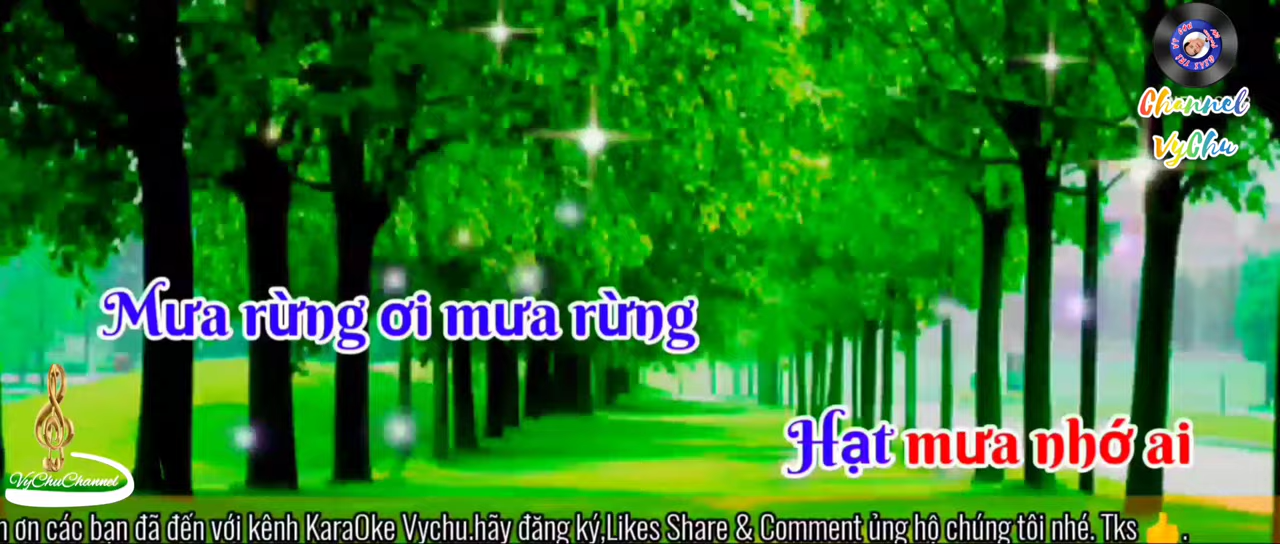 Channel
VyChu
Mưa rừng ơi mưa rừng
Hạt mưa nhớ ai
VyChuChannel
ơn các bạn đã đến với kênh KaraOke Vychu.hãy đăng ký,Likes Share & Comment ủng hộ chúng tôi nhé. Tks 👍.